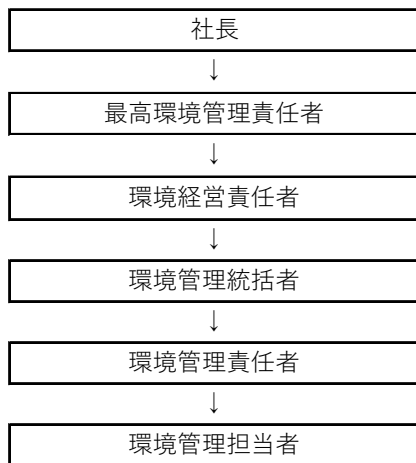 社長
↓
最高環境管理責任者
↓
環境経営責任者
↓
環境管理統括者
↓
環境管理責任者
↓
環境管理担当者